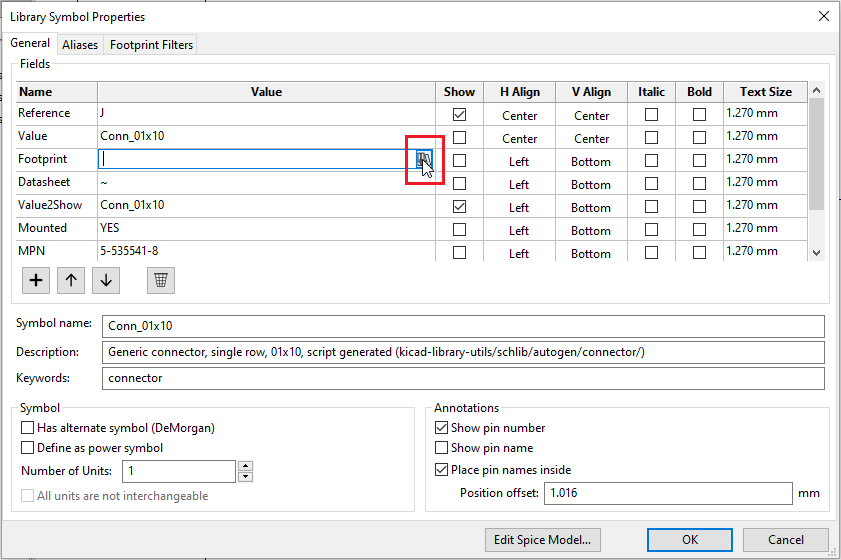 Library Symbol Properties
General Aliases Footprint Filters
Fields
Name Value Show H Align V Align Italic Bold Text Size
Reference J Center Center 1.270 mm
Value Conn_01x10 Center Center 1.270 mm
Footprint Left Bottom 1.270 mm
Datasheet ~ Left Bottom 1.270 mm
Value2Show Conn_01x10 Left Bottom 1.270 mm
Mounted YES Left Bottom 1.270 mm
MPN 5-535541-8 Left Bottom 1.270 mm
Symbol name: Conn_01x10
Description: Generic connector, single row, 01x10, script generated (kicad-library-utils/schlib/autogen/connector/)
Keywords: connector
Symbol
Has alternate symbol (DeMorgan)
Define as power symbol
Number of Units: 1
All units are not interchangeable
Annotations
Show pin number
Show pin name
Place pin names inside
Position offset: 1.016 mm
Edit Spice Model... OK Cancel